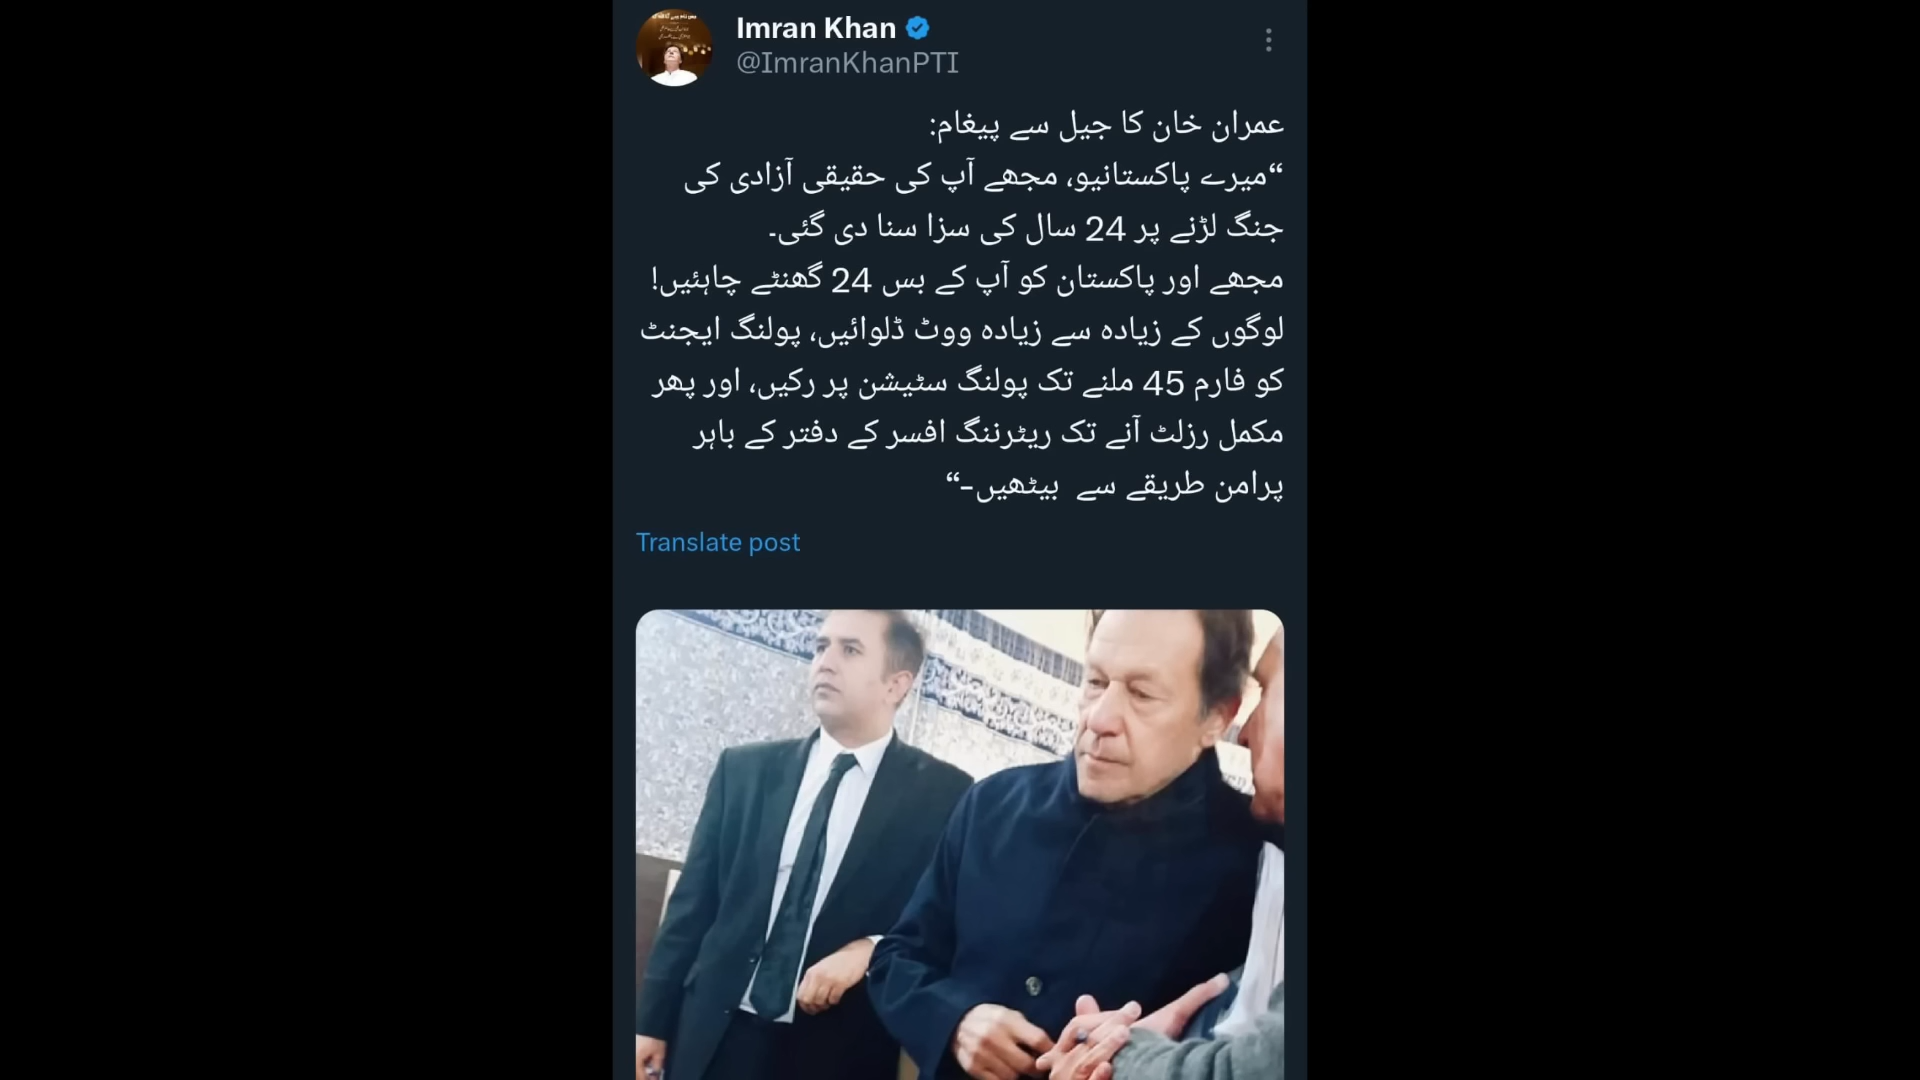 Imran Khan
@ImranKhanPTI
عمران خان کا جیل سے پیغام:
“میرے پاکستانیو، مجھے آپ کی حقیقی آزادی کی
جنگ لڑنے پر 24 سال کی سزا سنا دی گئی۔
مجھے اور پاکستان کو آپ کے بس 24 گھنٹے چاہئیں!
لوگوں کے زیادہ سے زیادہ ووٹ ڈلوائیں، پولنگ ایجنٹ
کو فارم 45 ملنے تک پولنگ سٹیشن پر رکیں، اور پھر
مکمل رزلٹ آنے تک ریٹرننگ افسر کے دفتر کے باہر
پرامن طریقے سے  بیٹھیں-“
Translate post